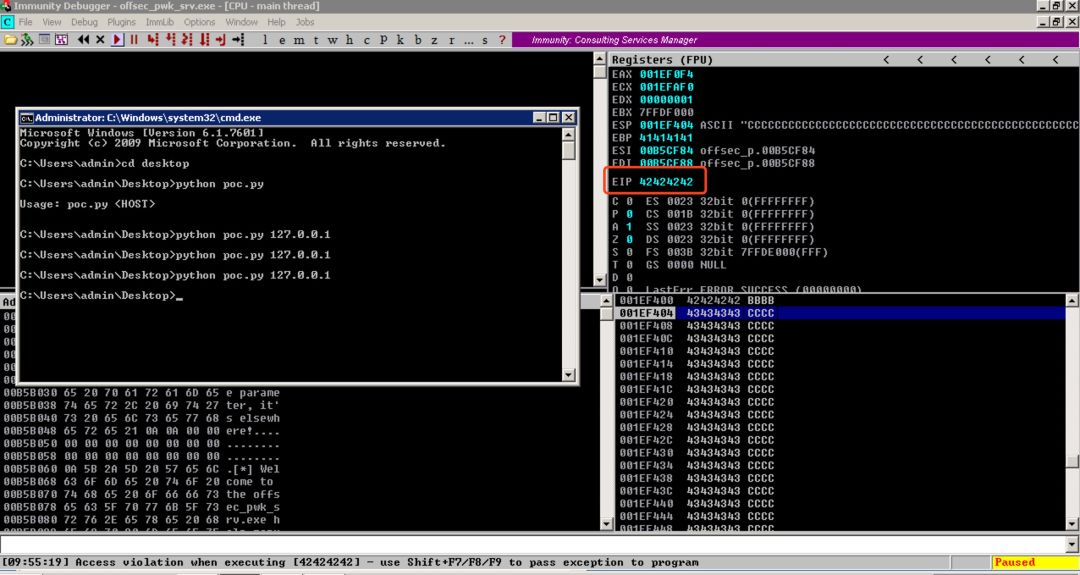 Immunity Debugger - offsec_pwk_srv.exe - [CPU - main thread]
C File View Debug Plugins ImmLib Options Window Help Jobs
l e m t w h c P k b z r ... s ? Immunity: Consulting Services Manager
Registers (FPU) < < < < < <
EAX 001EF0F4
ECX 001EFAF0
EDX 00000001
EBX 7FFDF000
ESP 001EF404 ASCII "CCCCCCCCCCCCCCCCCCCCCCCCCCCCCCCCCCCCCCCCCCCC
EBP 41414141
ESI 00B5CF84 offsec_p.00B5CF84
EDI 00B5CF88 offsec_p.00B5CF88
EIP 42424242
C 0 ES 0023 32bit 0(FFFFFFFF)
P 0 CS 001B 32bit 0(FFFFFFFF)
A 1 SS 0023 32bit 0(FFFFFFFF)
Z 0 DS 0023 32bit 0(FFFFFFFF)
S 0 FS 003B 32bit 7FFDE000(FFF)
T 0 GS 0000 NULL
D 0
O 0 LastErr ERROR_SUCCESS (00000000)
Administrator: C:\Windows\system32\cmd.exe
Microsoft Windows [Version 6.1.7601]
Copyright (c) 2009 Microsoft Corporation. All rights reserved.
C:\Users\admin\Desktop>cd desktop
C:\Users\admin\Desktop>python poc.py
Usage: poc.py <HOST>
C:\Users\admin\Desktop>python poc.py 127.0.0.1
C:\Users\admin\Desktop>python poc.py 127.0.0.1
C:\Users\admin\Desktop>python poc.py 127.0.0.1
C:\Users\admin\Desktop>_
Ad
00B5B030 65 20 70 61 72 61 6D 65 e parame
00B5B038 74 65 72 2C 20 69 74 27 ter, it'
00B5B040 73 20 65 6C 73 65 77 68 s elsewh
00B5B048 65 72 65 21 0A 0A 00 00 ere!....
00B5B050 00 00 00 00 00 00 00 00 ........
00B5B058 00 00 00 00 00 00 00 00 ........
00B5B060 0A 5B 2A 5D 20 57 65 6C .[*] Wel
00B5B068 63 6F 6D 65 20 74 6F 20 come to
00B5B070 74 68 65 20 6F 66 66 73 the offs
00B5B078 65 63 5F 70 77 6B 5F 73 ec_pwk_s
00B5B080 72 76 2E 65 78 65 20 68 rv.exe h
001EF400 42424242 BBBB
001EF404 43434343 CCCC
001EF408 43434343 CCCC
001EF40C 43434343 CCCC
001EF410 43434343 CCCC
001EF414 43434343 CCCC
001EF418 43434343 CCCC
001EF41C 43434343 CCCC
001EF420 43434343 CCCC
001EF424 43434343 CCCC
001EF428 43434343 CCCC
001EF42C 43434343 CCCC
001EF430 43434343 CCCC
001EF434 43434343 CCCC
001EF438 43434343 CCCC
001EF43C 43434343 CCCC
001EF440 43434343 CCCC
001EF444 43434343 CCCC
001EF448 43434343 CCCC
[09:55:19] Access violation when executing [42424242] - use Shift+F7/F8/F9 to pass exception to program
Paused